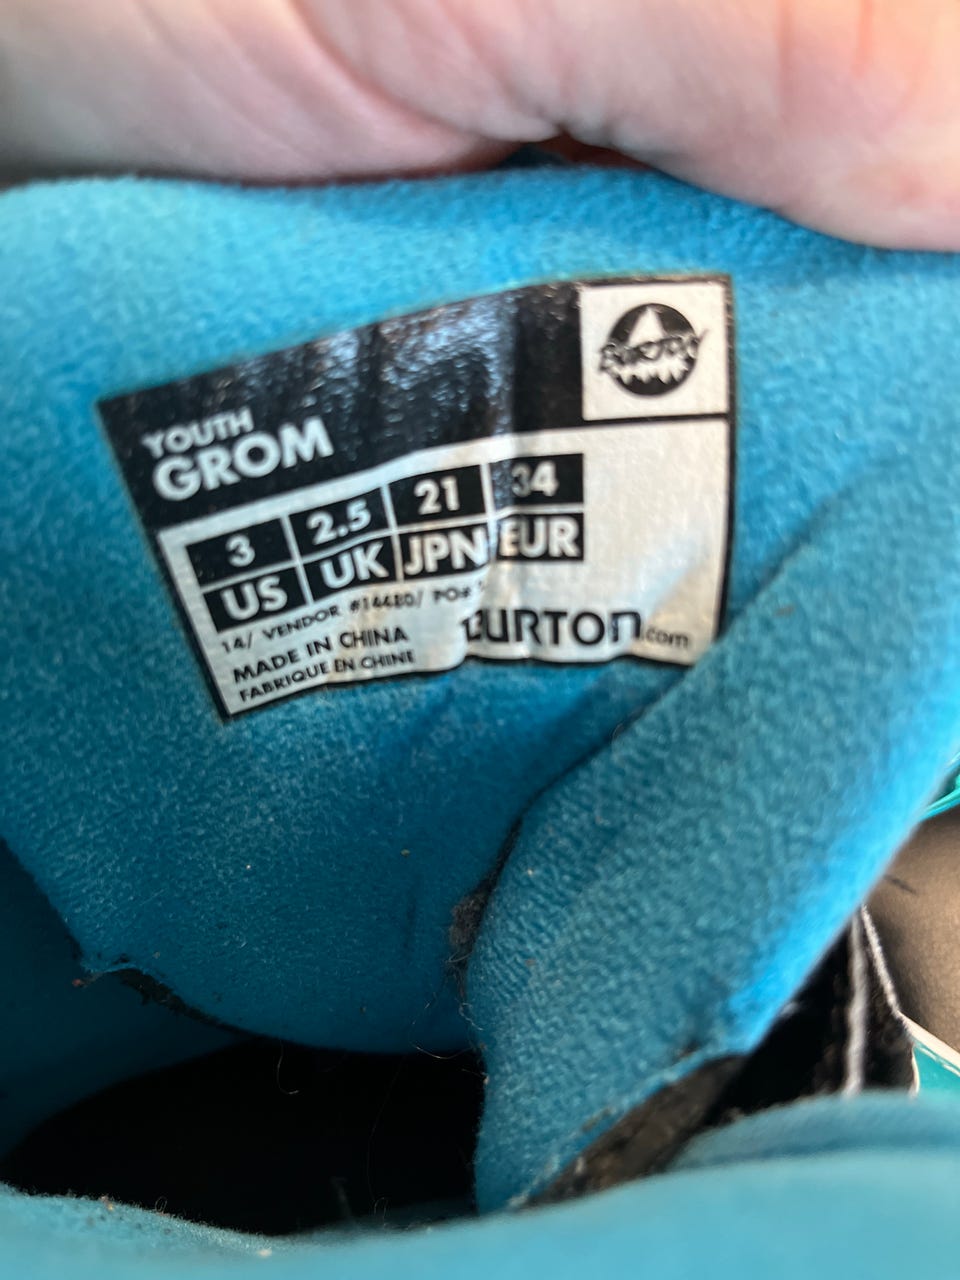 BURTON
YOUTH
GROM
3 2.5 21 34
US UK JPN EUR
14/ VENDOR #14480/ PO#
MADE IN CHINA
FABRIQUE EN CHINE
BURTON.com